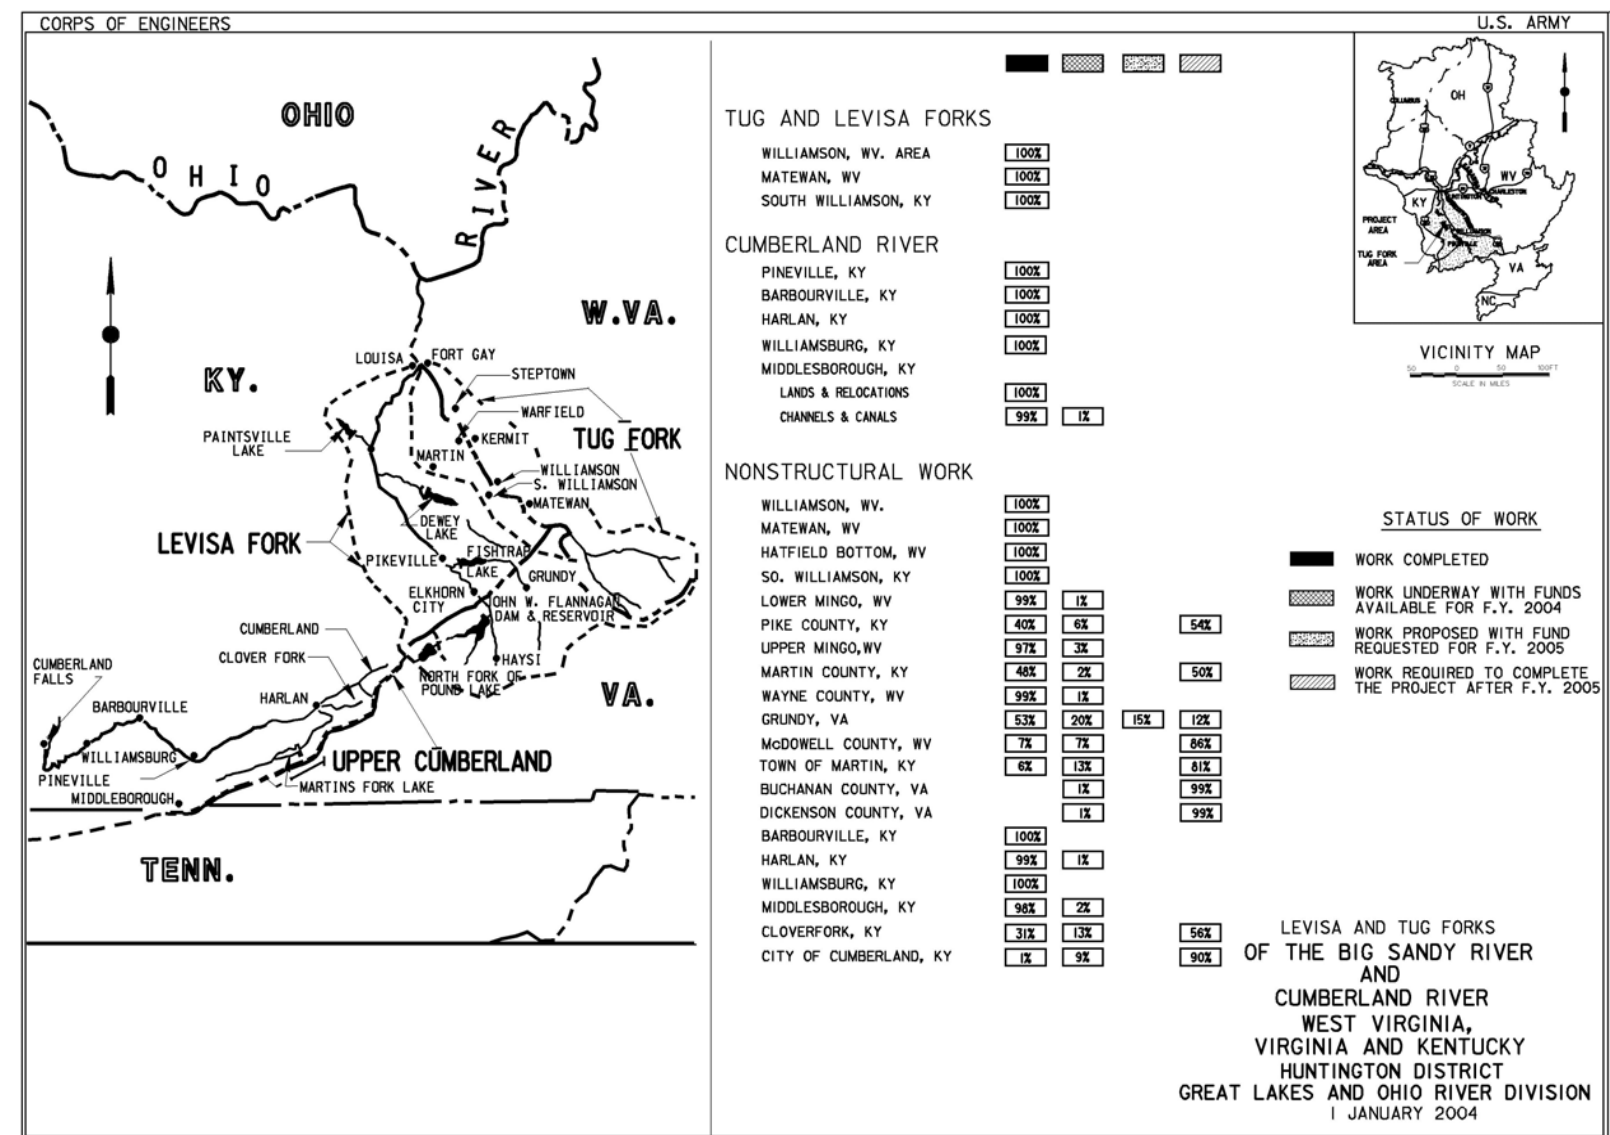 CORPS OF ENGINEERS
U.S. ARMY
OHIO
OHIO
RIVER
W.VA.
KY.
LOUISA
FORT GAY
STEPTOWN
WARFIELD
KERMIT
TUG FORK
PAINTSVILLE
LAKE
MARTIN
WILLIAMSON
S. WILLIAMSON
MATEWAN
DEWEY
LAKE
LEVISA FORK
PIKEVILLE
FISHTRAP
LAKE
GRUNDY
ELKHORN
CITY
JOHN W. FLANNAGAN
DAM & RESERVOIR
CUMBERLAND
CLOVER FORK
HAYSI
NORTH FORK OF
POUND LAKE
CUMBERLAND
FALLS
HARLAN
VA.
BARBOURVILLE
WILLIAMSBURG
PINEVILLE
UPPER CUMBERLAND
MARTINS FORK LAKE
MIDDLEBOROUGH
TENN.
TUG AND LEVISA FORKS
WILLIAMSON, WV. AREA 100%
MATEWAN, WV 100%
SOUTH WILLIAMSON, KY 100%
CUMBERLAND RIVER
PINEVILLE, KY 100%
BARBOURVILLE, KY 100%
HARLAN, KY 100%
WILLIAMSBURG, KY 100%
MIDDLESBOROUGH, KY
LANDS & RELOCATIONS 100%
CHANNELS & CANALS 99% 1%
NONSTRUCTURAL WORK
WILLIAMSON, WV. 100%
MATEWAN, WV 100%
HATFIELD BOTTOM, WV 100%
SO. WILLIAMSON, KY 100%
LOWER MINGO, WV 99% 1%
PIKE COUNTY, KY 40% 6% 54%
UPPER MINGO,WV 97% 3%
MARTIN COUNTY, KY 48% 2% 50%
WAYNE COUNTY, WV 99% 1%
GRUNDY, VA 53% 20% 15% 12%
McDOWELL COUNTY, WV 7% 7% 86%
TOWN OF MARTIN, KY 6% 13% 81%
BUCHANAN COUNTY, VA 1% 99%
DICKENSON COUNTY, VA 1% 99%
BARBOURVILLE, KY 100%
HARLAN, KY 99% 1%
WILLIAMSBURG, KY 100%
MIDDLESBOROUGH, KY 98% 2%
CLOVERFORK, KY 31% 13% 56%
CITY OF CUMBERLAND, KY 1% 9% 90%
OH
COLUMBUS
WV
CHARLESTON
KY
PROJECT
AREA
TUG FORK
AREA
VA
NC
VICINITY MAP
50 0 50 100FT
SCALE IN MILES
STATUS OF WORK
WORK COMPLETED
WORK UNDERWAY WITH FUNDS
AVAILABLE FOR F.Y. 2004
WORK PROPOSED WITH FUND
REQUESTED FOR F.Y. 2005
WORK REQUIRED TO COMPLETE
THE PROJECT AFTER F.Y. 2005
LEVISA AND TUG FORKS
OF THE BIG SANDY RIVER
AND
CUMBERLAND RIVER
WEST VIRGINIA,
VIRGINIA AND KENTUCKY
HUNTINGTON DISTRICT
GREAT LAKES AND OHIO RIVER DIVISION
1 JANUARY 2004